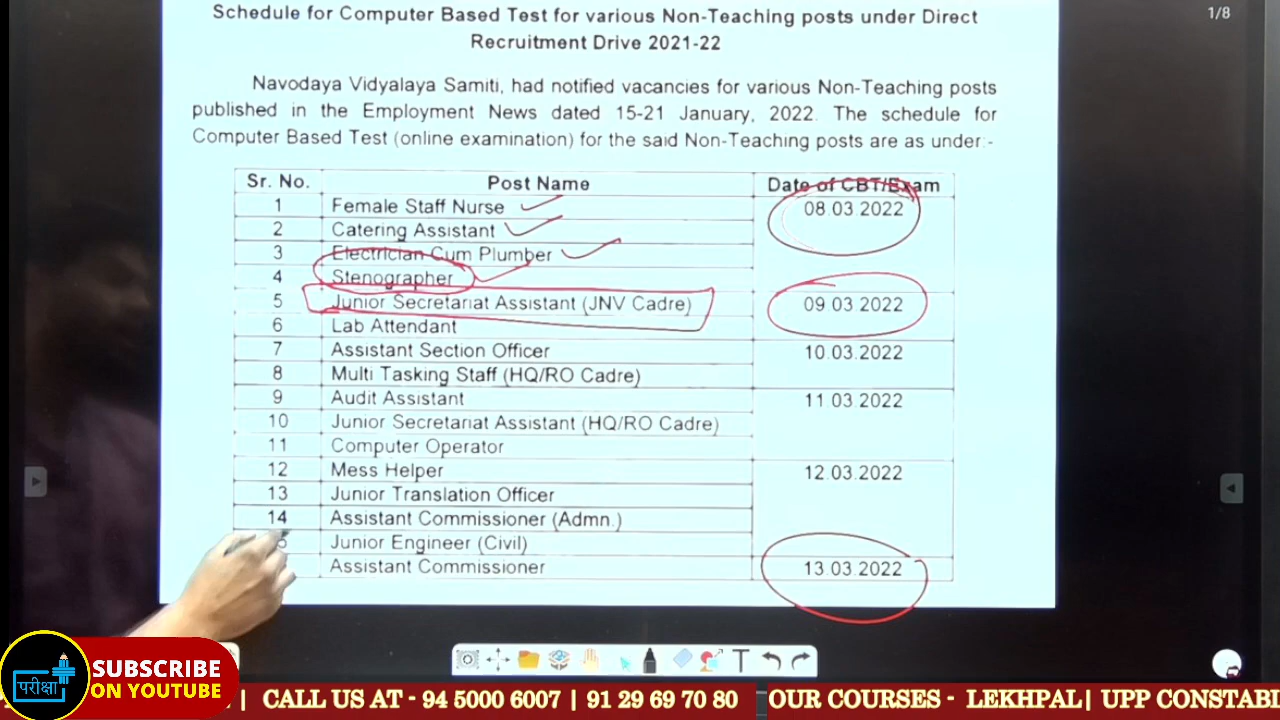 Schedule for Computer Based Test for various Non-Teaching posts under Direct
1/8
Recruitment Drive 2021-22
Navodaya Vidyalaya Samiti, had notified vacancies for various Non-Teaching posts
published in the Employment News dated 15-21 January, 2022. The schedule for
Computer Based Test (online examination) for the said Non-Teaching posts are as under:-
Sr. No. Post Name Date of CBT/Exam
1 Female Staff Nurse 08.03.2022
2 Catering Assistant
3 Electrician Cum Plumber
4 Stenographer
5 Junior Secretariat Assistant (JNV Cadre) 09 03 2022
6 Lab Attendant
7 Assistant Section Officer 10.03.2022
8 Multi Tasking Staff (HQ/RO Cadre)
9 Audit Assistant 11 03 2022
10 Junior Secretariat Assistant (HQ/RO Cadre)
11 Computer Operator
12 Mess Helper 12.03.2022
13 Junior Translation Officer
14 Assistant Commissioner (Admn.)
Junior Engineer (Civil)
Assistant Commissioner 13.03.2022
T
परीक्षा
SUBSCRIBE
ON YOUTUBE
| CALL US AT - 94 5000 6007 | 91 29 69 70 80 OUR COURSES - LEKHPAL| UPP CONSTABL